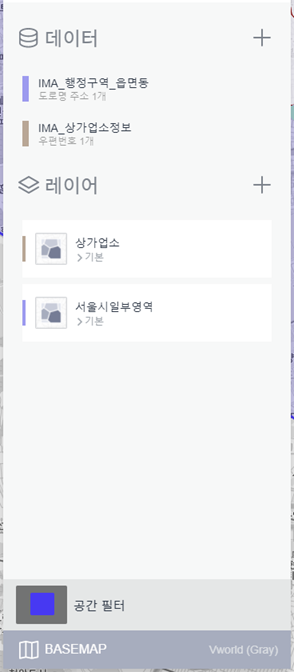 데이터
IMA_행정구역_읍면동
도로명 주소 1개
IMA_상가업소정보
우편번호 1개
레이어
상가업소
기본
서울시일부영역
기본
공간 필터
BASEMAP
Vworld (Gray)